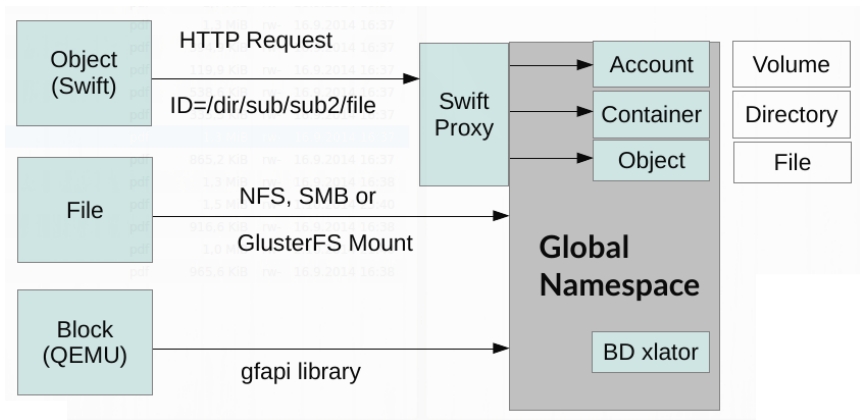 Object
(Swift)
HTTP Request
ID=/dir/sub/sub2/file
Swift
Proxy
Account
Volume
Container
Directory
Object
File
File
NFS, SMB or
GlusterFS Mount
Global
Namespace
Block
(QEMU)
gfapi library
BD xlator